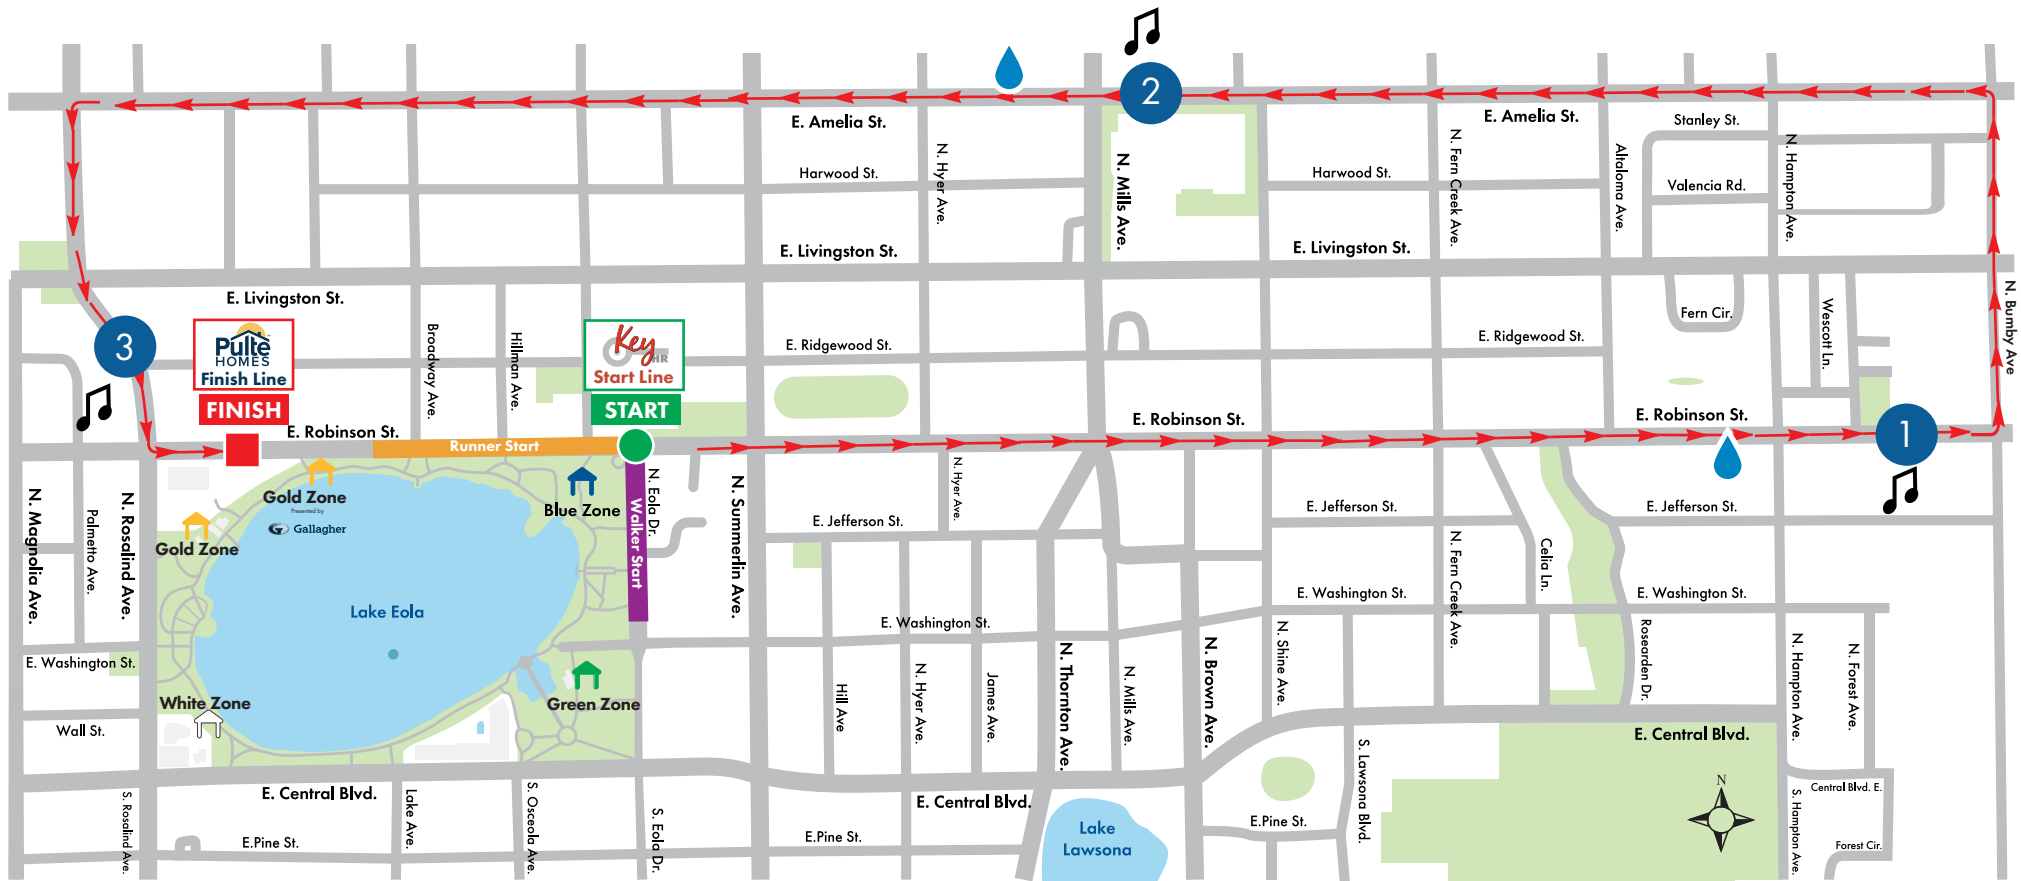 2
E. Amelia St.
E. Amelia St.
Stanley St.
Harwood St.
N. Hyer Ave.
N. Mills Ave.
Harwood St.
N. Fern Creek Ave.
Altaloma Ave.
Valencia Rd.
N. Hampton Ave.
E. Livingston St.
E. Livingston St.
E. Livingston St.
Fern Cir.
Wescott Ln.
N. Bumby Ave
3
Pulte
HOMES
Finish Line
FINISH
Broadway Ave.
Hillman Ave.
Key
HR
Start Line
START
E. Ridgewood St.
E. Ridgewood St.
E. Robinson St.
Runner Start
E. Robinson St.
E. Robinson St.
1
N. Magnolia Ave.
Palmetto Ave.
N. Rosalind Ave.
Gold Zone
Presented by
Gallagher
Gold Zone
Blue Zone
N. Eola Dr.
Walker Start
N. Summerlin Ave.
N. Hyer Ave.
E. Jefferson St.
E. Jefferson St.
E. Jefferson St.
Celia Ln.
N. Fern Creek Ave.
Lake Eola
E. Washington St.
E. Washington St.
E. Washington St.
E. Washington St.
White Zone
Wall St.
Green Zone
Hill Ave
N. Hyer Ave.
James Ave.
N. Thornton Ave.
N. Mills Ave.
N. Brown Ave.
N. Shine Ave.
Rosearden Dr.
N. Hampton Ave.
N. Forest Ave.
E. Central Blvd.
E. Central Blvd.
E. Central Blvd.
S. Rosalind Ave.
Lake Ave.
S. Osceola Ave.
S. Eola Dr.
S. Lawsona Blvd.
N
Central Blvd. E.
S. Hampton Ave.
E.Pine St.
E.Pine St.
E.Pine St.
Lake
Lawsona
Forest Cir.